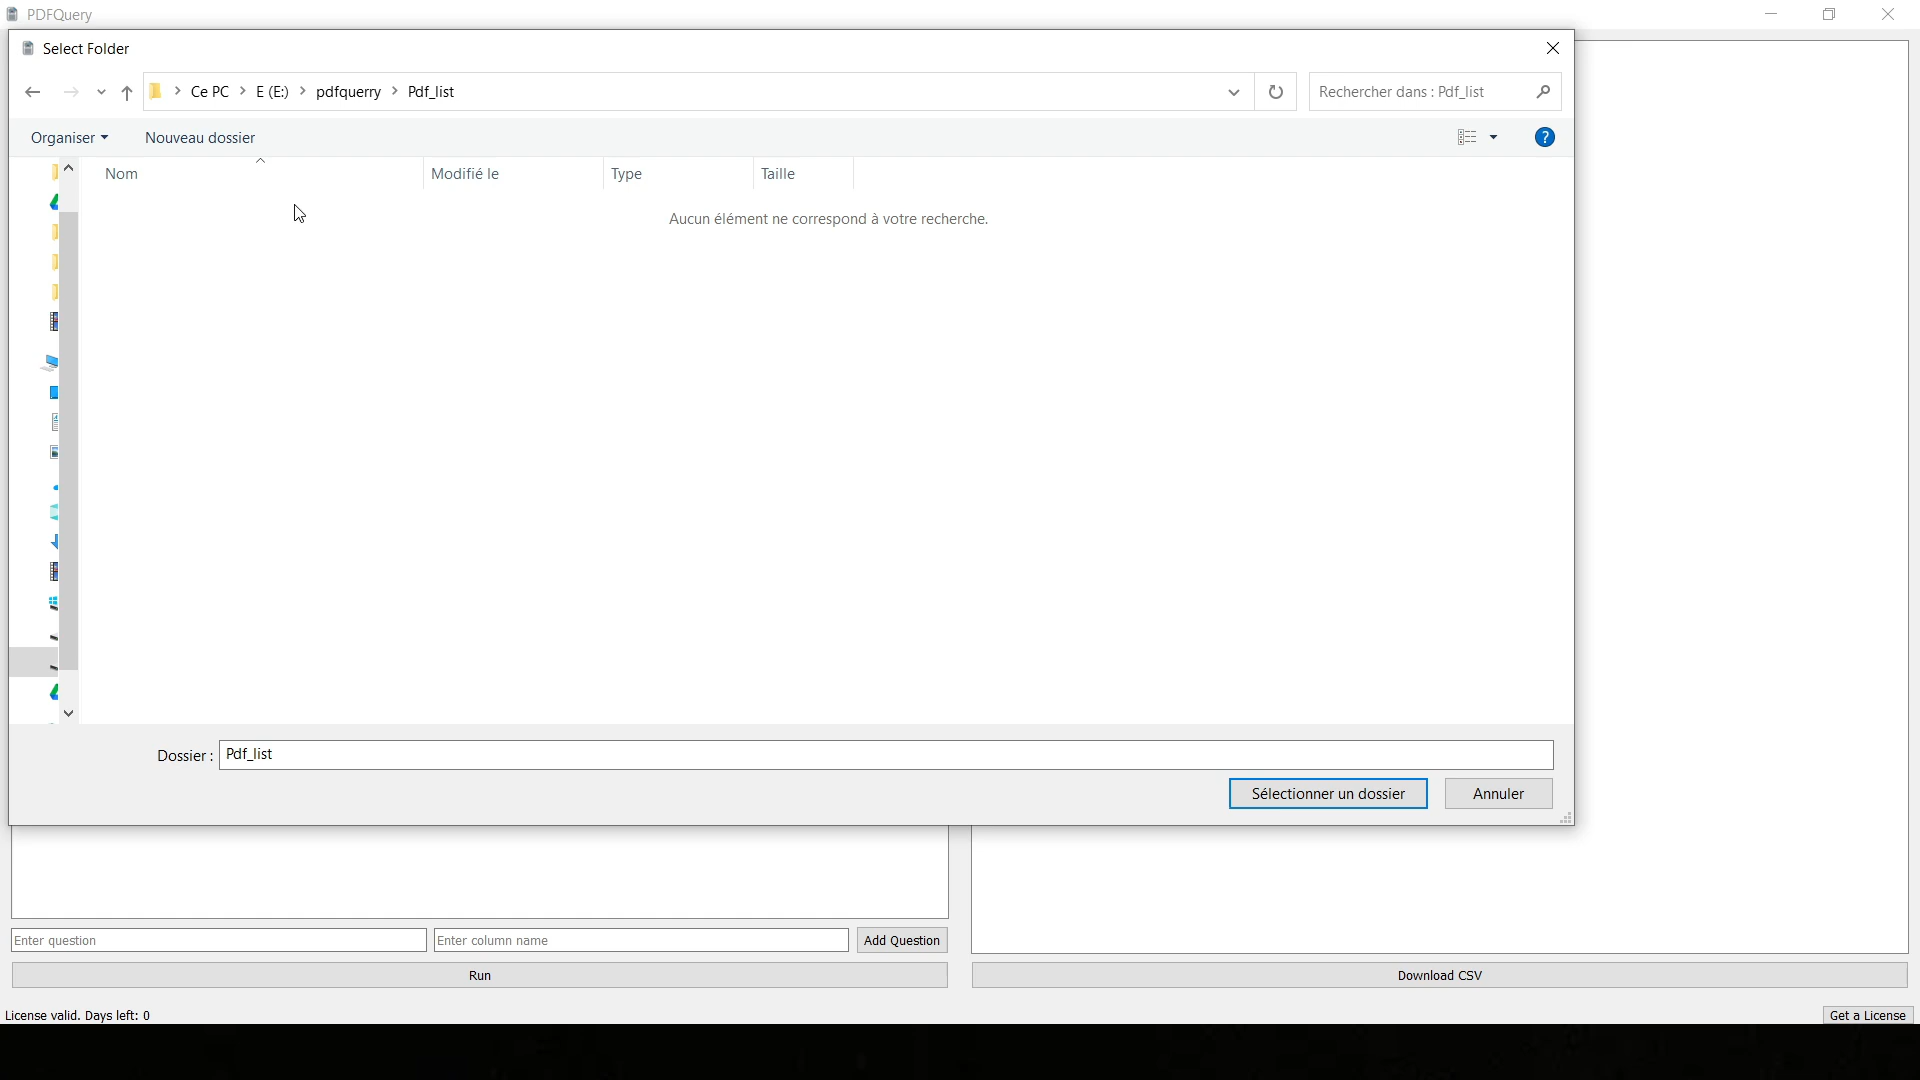 PDFQuery
Select Folder
Ce PC > E (E:) > pdfquerry > Pdf_list
Rechercher dans : Pdf_list
Organiser
Nouveau dossier
?
Nom
Modifié le
Type
Taille
Aucun élément ne correspond à votre recherche.
Dossier : Pdf_list
Sélectionner un dossier
Annuler
Enter question
Enter column name
Add Question
Run
Download CSV
License valid. Days left: 0
Get a License